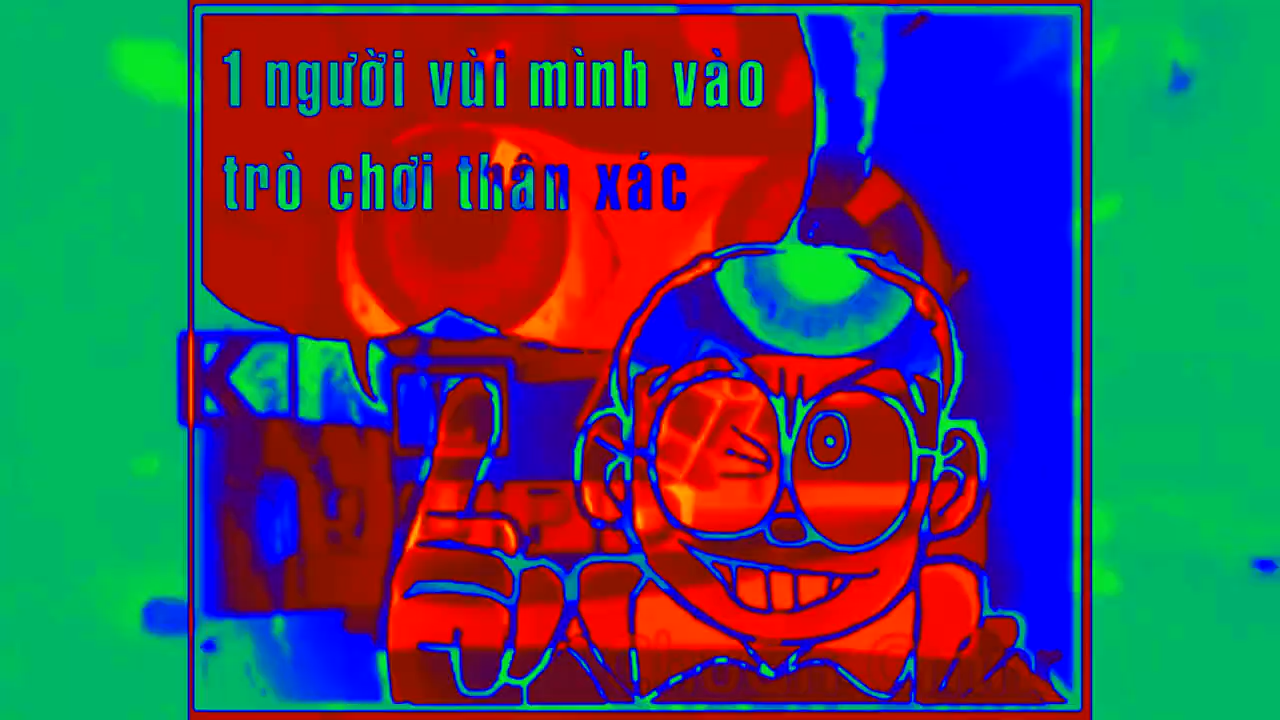 1 người vùi mình vào
trò chơi thân xác